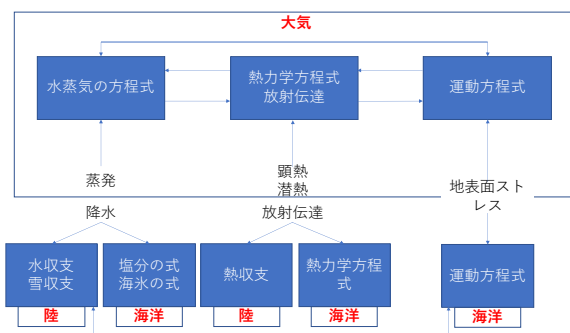 大気
水蒸気の方程式
熱力学方程式
放射伝達
運動方程式
蒸発
顕熱
潜熱
地表面スト
レス
降水
放射伝達
水収支
雪収支
塩分の式
海氷の式
熱収支
熱力学方程
式
運動方程式
陸
海洋
陸
海洋
海洋